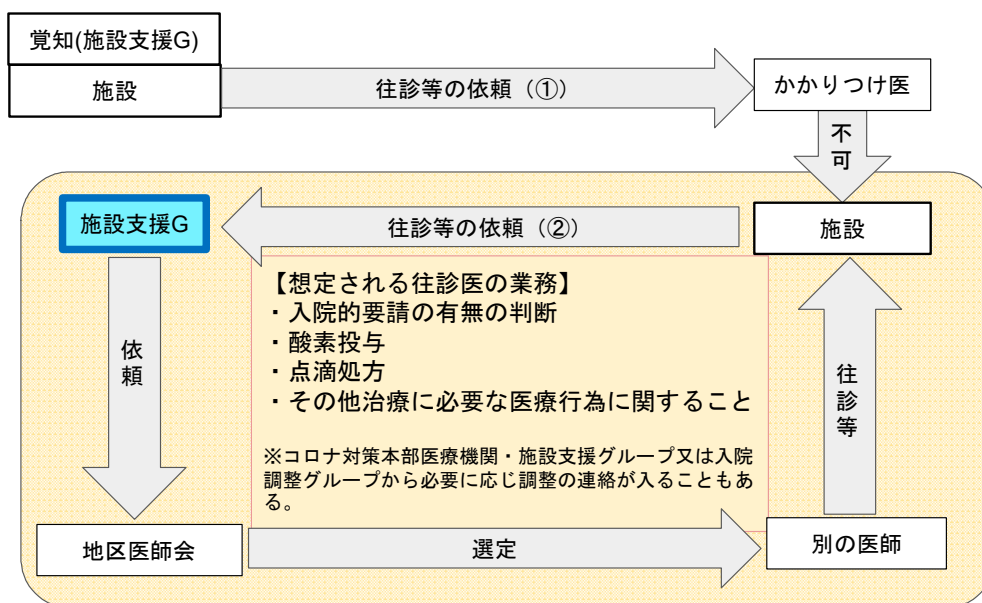 覚知(施設支援G)
施設
往診等の依頼（①）
かかりつけ医
不可
施設支援G
往診等の依頼（②）
施設
【想定される往診医の業務】
・入院的要請の有無の判断
・酸素投与
・点滴処方
・その他治療に必要な医療行為に関すること
※コロナ対策本部医療機関・施設支援グループ又は入院
調整グループから必要に応じ調整の連絡が入ることもあ
る。
依頼
往診等
地区医師会
選定
別の医師